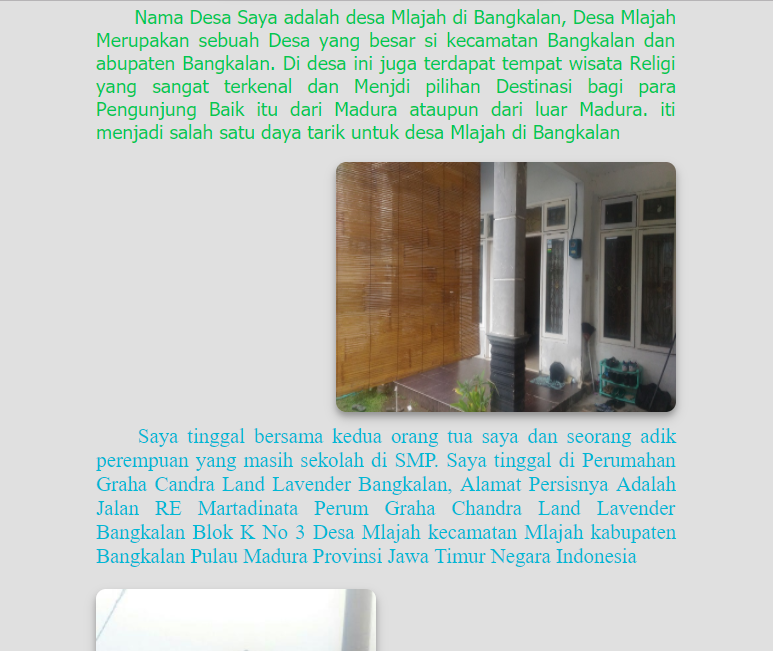 Nama Desa Saya adalah desa Mlajah di Bangkalan, Desa Mlajah
Merupakan sebuah Desa yang besar si kecamatan Bangkalan dan
abupaten Bangkalan. Di desa ini juga terdapat tempat wisata Religi
yang sangat terkenal dan Menjdi pilihan Destinasi bagi para
Pengunjung Baik itu dari Madura ataupun dari luar Madura. iti
menjadi salah satu daya tarik untuk desa Mlajah di Bangkalan
Saya tinggal bersama kedua orang tua saya dan seorang adik
perempuan yang masih sekolah di SMP. Saya tinggal di Perumahan
Graha Candra Land Lavender Bangkalan, Alamat Persisnya Adalah
Jalan RE Martadinata Perum Graha Chandra Land Lavender
Bangkalan Blok K No 3 Desa Mlajah kecamatan Mlajah kabupaten
Bangkalan Pulau Madura Provinsi Jawa Timur Negara Indonesia